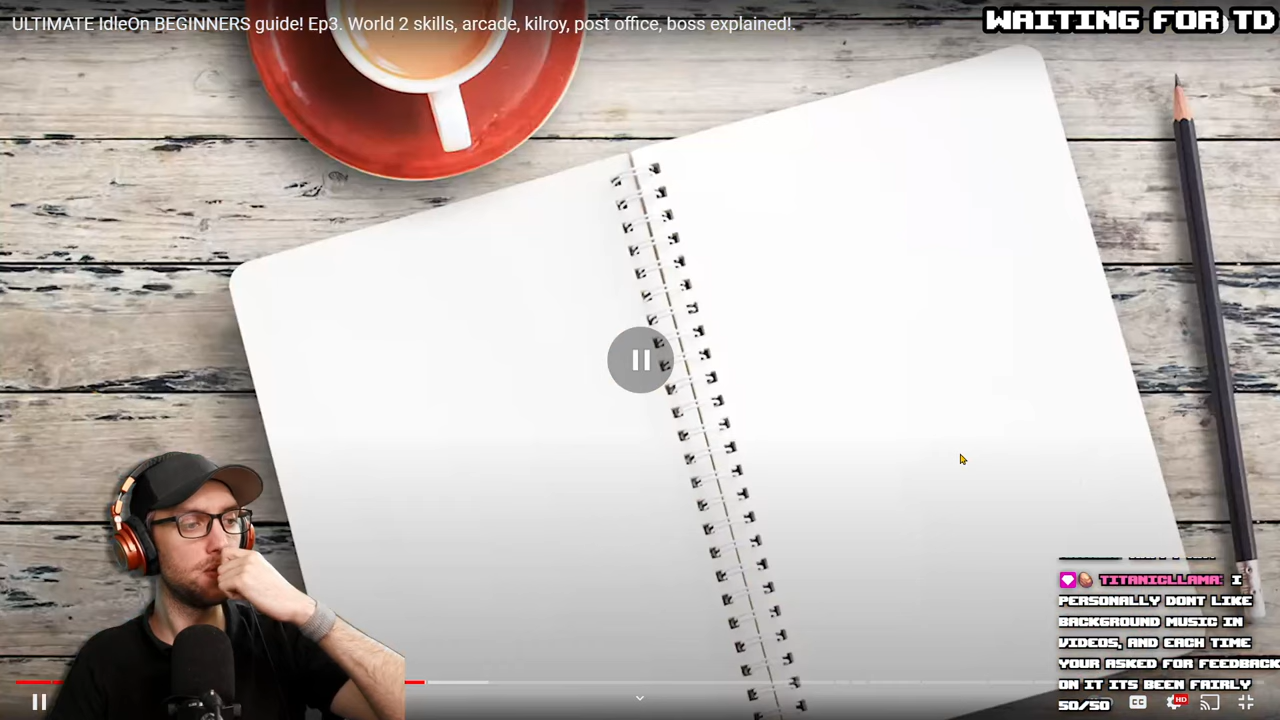 ULTIMATE IdleOn BEGINNERS guide! Ep3. World 2 skills, arcade, kilroy, post office, boss explained!.
WAITING FOR TD
TITANICLLAMA: I
PERSONALLY DONT LIKE
BACKGROUND MUSIC IN
VIDEOS, AND EACH TIME
YOUR ASKED FOR FEEDBACK
ON IT ITS BEEN FAIRLY
50/50
CC
HD